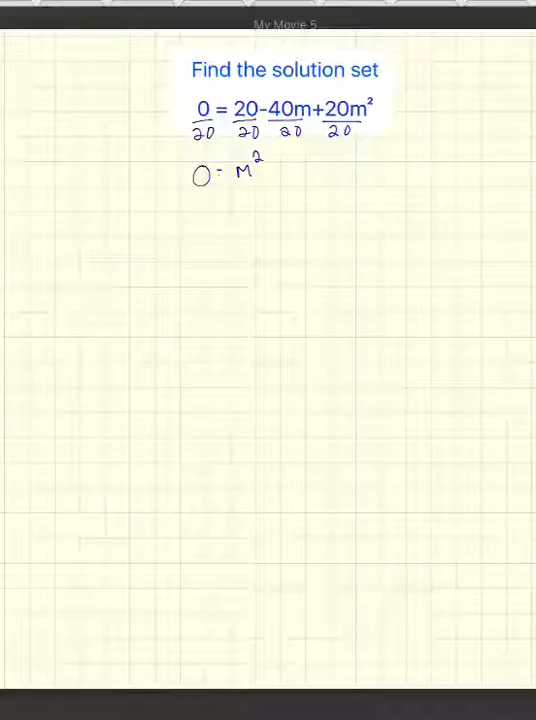 My Movie 5
Find the solution set
0 = 20-40m+20m²
20 20 20 20
0 = m²